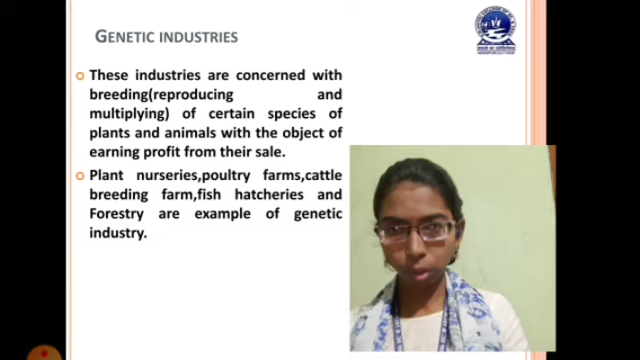 GENETIC INDUSTRIES
These industries are concerned with
breeding(reproducing and
multiplying) of certain species of
plants and animals with the object of
earning profit from their sale.
Plant nurseries,poultry farms,cattle
breeding farm,fish hatcheries and
Forestry are example of genetic
industry.